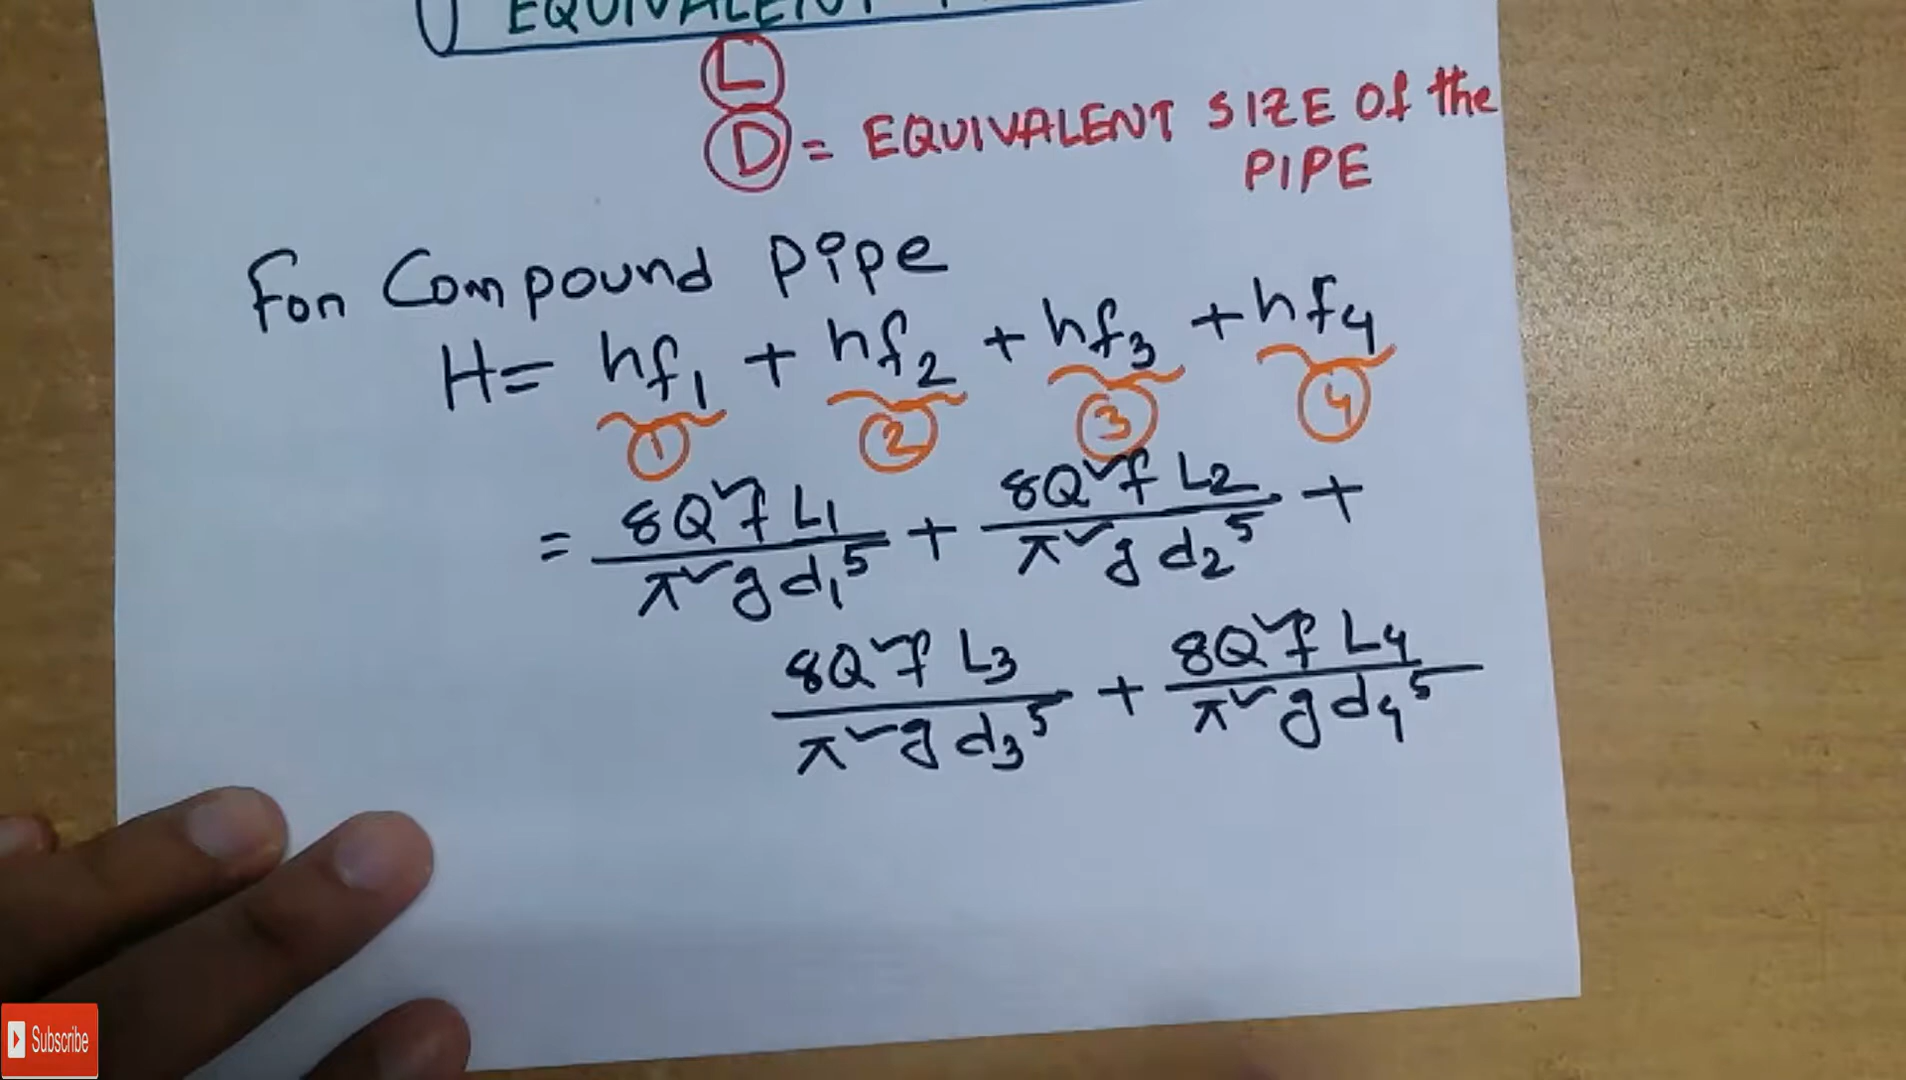 EQUIVALENT
L
D = EQUIVALENT SIZE Of the
PIPE
For Compound Pipe
H = hf1 + hf2 + hf3 + hf4
1 2 3 4
= 8Q²f L1 / π²g d1⁵ + 8Q²f L2 / π²g d2⁵ +
8Q²f L3 / π²g d3⁵ + 8Q²f L4 / π²g d4⁵
Subscribe